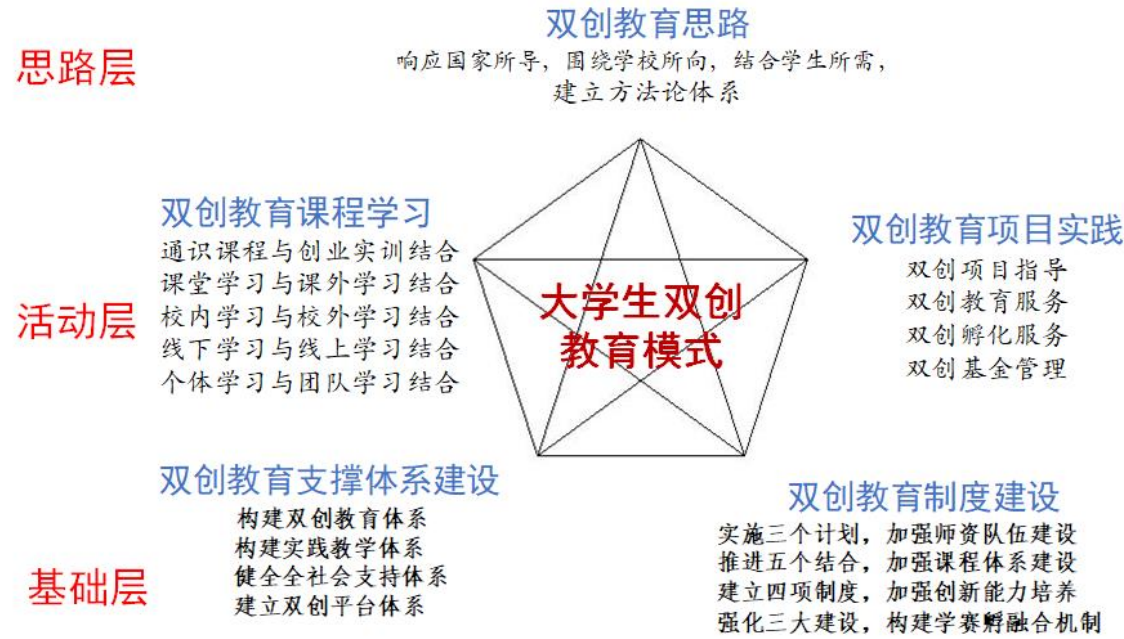 双创教育思路
思路层
响应国家所导，围绕学校所向，结合学生所需，
建立方法论体系
双创教育课程学习
通识课程与创业实训结合
课堂学习与课外学习结合
校内学习与校外学习结合
线下学习与线上学习结合
个体学习与团队学习结合
活动层
大学生双创
教育模式
双创教育项目实践
双创项目指导
双创教育服务
双创孵化服务
双创基金管理
双创教育支撑体系建设
构建双创教育体系
构建实践教学体系
健全全社会支持体系
建立双创平台体系
基础层
双创教育制度建设
实施三个计划，加强师资队伍建设
推进五个结合，加强课程体系建设
建立四项制度，加强创新能力培养
强化三大建设，构建学赛孵融合机制